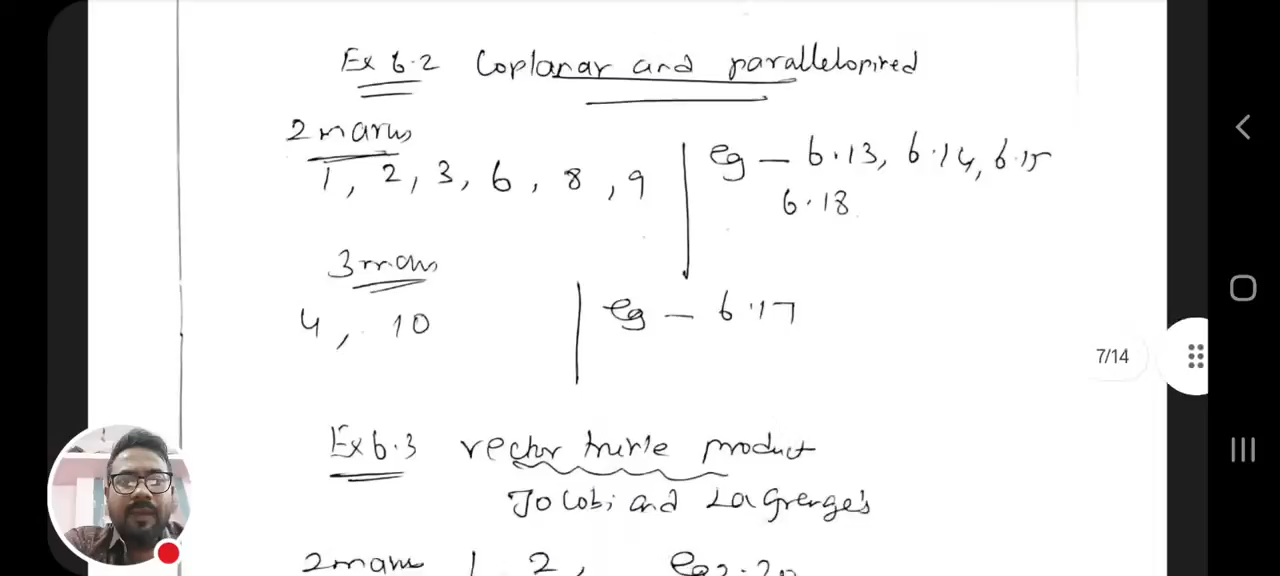 Ex 6.2 Coplanar and parallelopired
2 marks
1, 2, 3, 6, 8, 9
eg - 6.13, 6.14, 6.15
6.18
3 marks
4, 10
eg - 6.17
7/14
Ex 6.3 vector triple product
Jocobi and LaGrenge's
2 marks 1, 2,